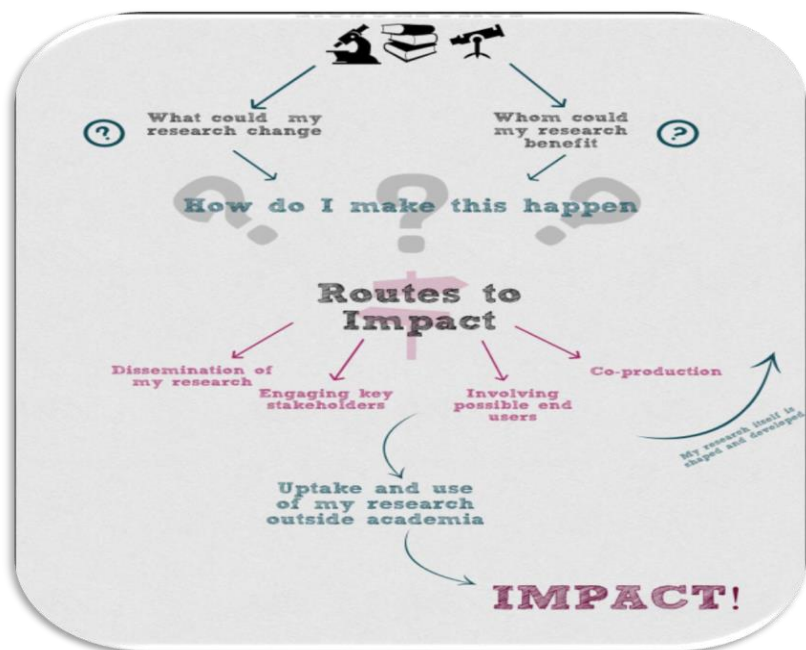 What could my
research change
Whom could
my research
benefit
?
?
How do I make this happen
? ? ?
Routes to
Impact
Dissemination of
my research
Engaging key
stakeholders
Involving
possible end
users
Co-production
My research itself is
shaped and developed
Uptake and use
of my research
outside academia
IMPACT!